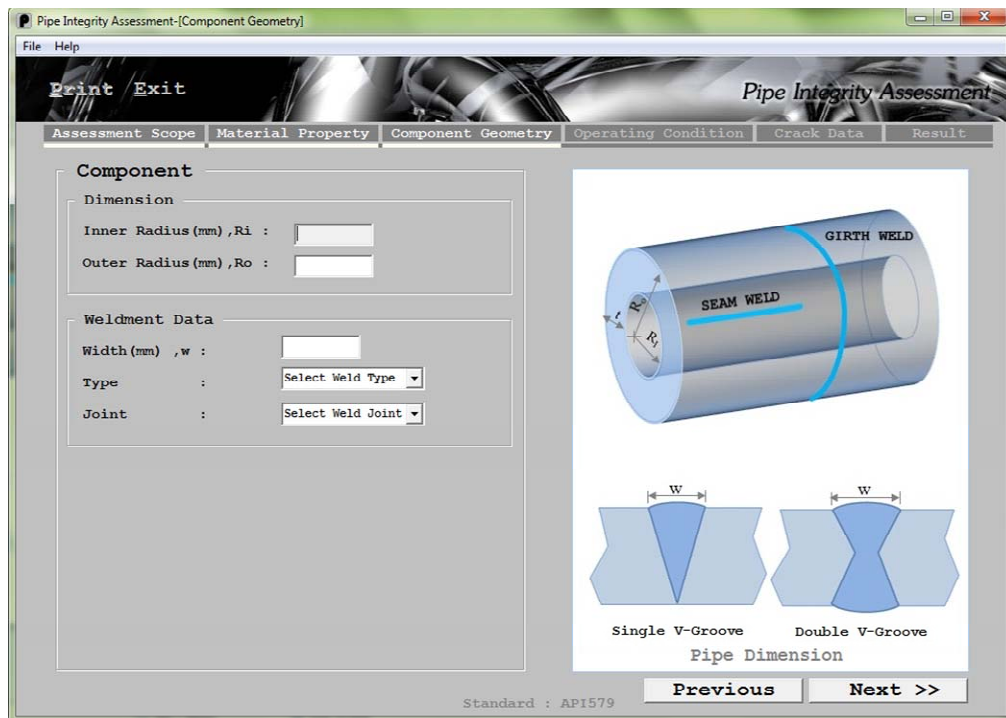 Pipe Integrity Assessment-[Component Geometry]
File Help
Print Exit
Pipe Integrity Assessment
Assessment Scope Material Property Component Geometry Operating Condition Crack Data Result
Component
Dimension
Inner Radius(mm),Ri :
Outer Radius(mm),Ro :
Weldment Data
Width(mm) ,w :
Type : Select Weld Type
Joint : Select Weld Joint
GIRTH WELD
SEAM WELD
t
Ro
Ri
W
W
Single V-Groove Double V-Groove
Pipe Dimension
Previous Next >>
Standard : API579